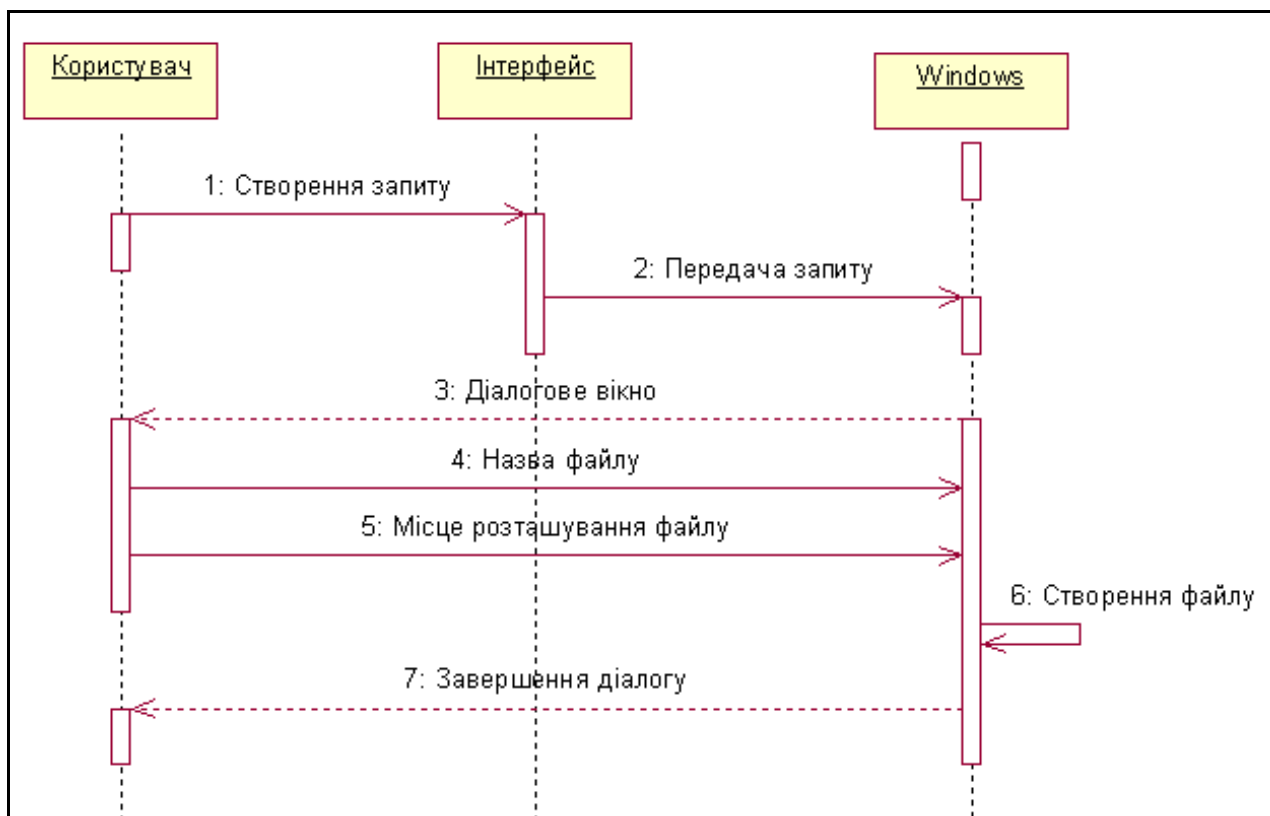 Користувач
Інтерфейс
Windows
1: Створення запиту
2: Передача запиту
3: Діалогове вікно
4: Назва файлу
5: Місце розташування файлу
6: Створення файлу
7: Завершення діалогу